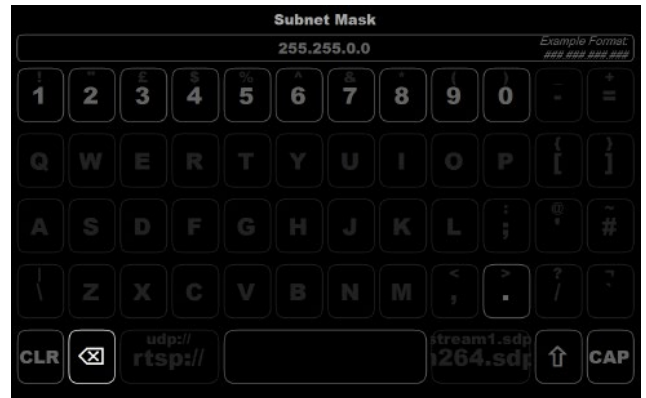 Subnet Mask
255.255.0.0
Example Format:
###.###.###.###
! " £ $ % ^ & * ( ) _ +
1 2 3 4 5 6 7 8 9 0 - =
{ }
Q W E R T Y U I O P [ ]
: @ ~
A S D F G H J K L ; ' #
| < > ? ¬
\ Z X C V B N M , . / `
udp:// stream1.sdp
CLR rtsp:// h264.sdp CAP